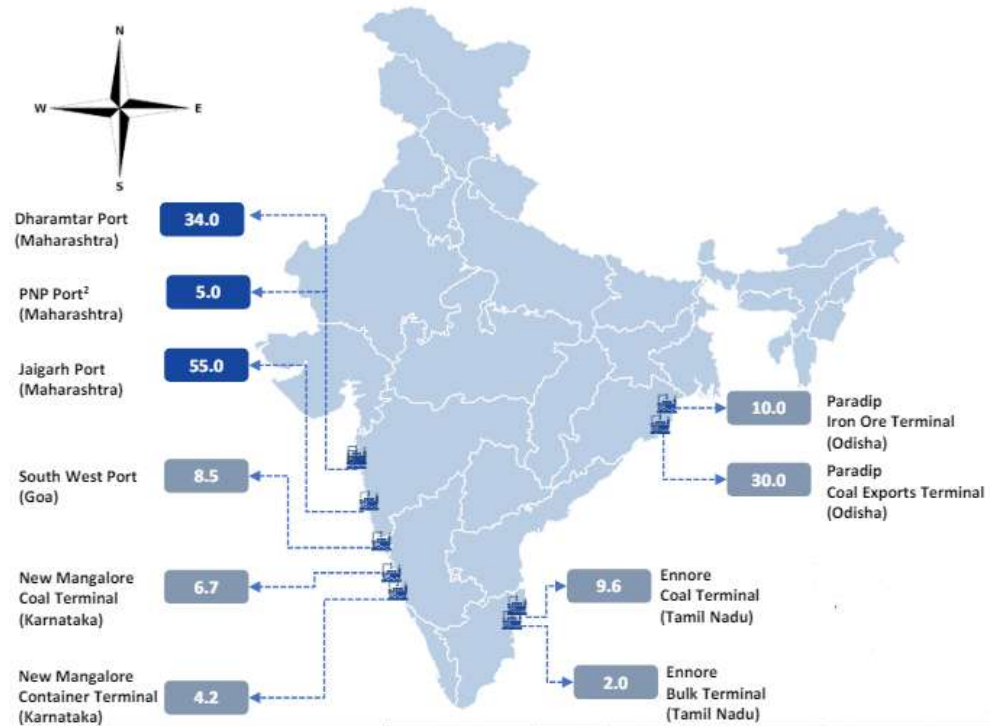 N
W
E
S
Dharamtar Port
(Maharashtra)
34.0
PNP Port²
(Maharashtra)
5.0
Jaigarh Port
(Maharashtra)
55.0
South West Port
(Goa)
8.5
New Mangalore
Coal Terminal
(Karnataka)
6.7
New Mangalore
Container Terminal
(Karnataka)
4.2
10.0
Paradip
Iron Ore Terminal
(Odisha)
30.0
Paradip
Coal Exports Terminal
(Odisha)
9.6
Ennore
Coal Terminal
(Tamil Nadu)
2.0
Ennore
Bulk Terminal
(Tamil Nadu)